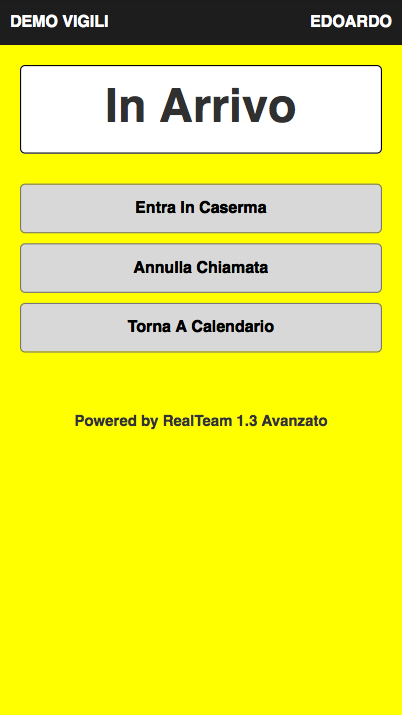 DEMO VIGILI EDOARDO
In Arrivo
Entra In Caserma
Annulla Chiamata
Torna A Calendario
Powered by RealTeam 1.3 Avanzato